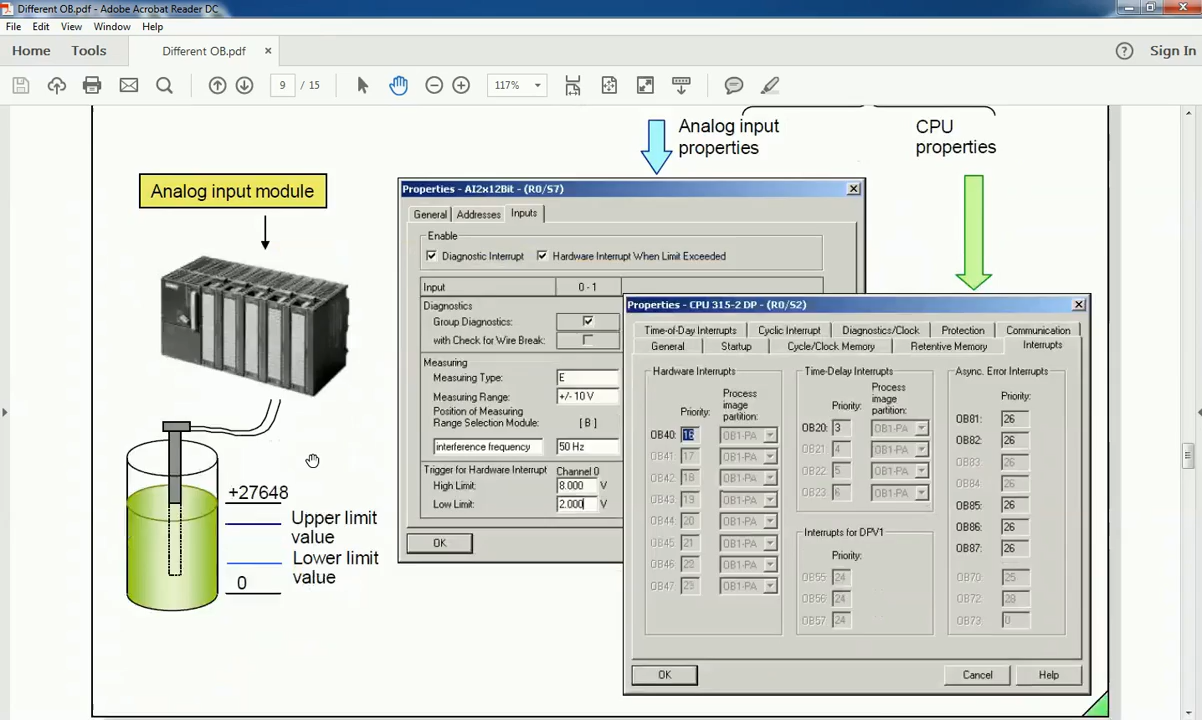 Different OB.pdf - Adobe Acrobat Reader DC
File Edit View Window Help
Home Tools Different OB.pdf × Sign In
9 / 15 117%
Analog input properties
CPU properties
Analog input module
Properties - AI2x12Bit - (R0/S7)
General Addresses Inputs
Enable
Diagnostic Interrupt Hardware Interrupt When Limit Exceeded
Input 0 - 1
Diagnostics
Group Diagnostics:
with Check for Wire Break:
Measuring
Measuring Type: E
Measuring Range: +/- 10 V
Position of Measuring
Range Selection Module: [ B ]
interference frequency 50 Hz
Trigger for Hardware Interrupt Channel 0
High Limit: 8.000 V
Low Limit: 2.000 V
OK
Properties - CPU 315-2 DP - (R0/S2)
Time-of-Day Interrupts Cyclic Interrupt Diagnostics/Clock Protection Communication
General Startup Cycle/Clock Memory Retentive Memory Interrupts
Hardware Interrupts
Priority: Process image partition:
OB40: 16 OB1-PA
OB41: 17 OB1-PA
OB42: 18 OB1-PA
OB43: 19 OB1-PA
OB44: 20 OB1-PA
OB45: 21 OB1-PA
OB46: 22 OB1-PA
OB47: 23 OB1-PA
Time-Delay Interrupts
Priority: Process image partition:
OB20: 3 OB1-PA
OB21: 4 OB1-PA
OB22: 5 OB1-PA
OB23: 6 OB1-PA
Interrupts for DPV1
Priority:
OB55: 24
OB56: 24
OB57: 24
Async. Error Interrupts
Priority:
OB81: 26
OB82: 26
OB83: 26
OB84: 26
OB85: 26
OB86: 26
OB87: 26
OB70: 25
OB72: 28
OB73: 0
OK Cancel Help
+27648
Upper limit
value
Lower limit
value
0